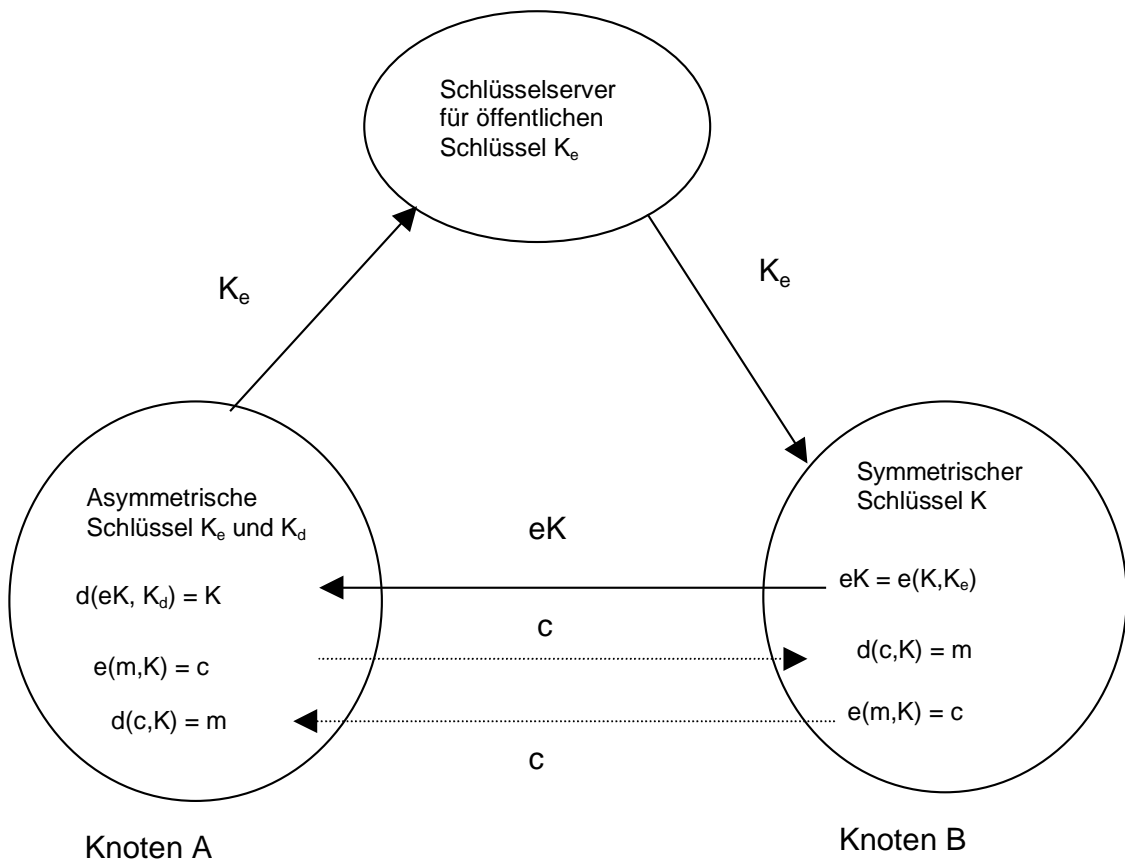 Schlüsselserver
für öffentlichen
Schlüssel Ke
Ke
Ke
Asymmetrische
Schlüssel Ke und Kd
d(eK, Kd) = K
e(m,K) = c
d(c,K) = m
eK
c
c
Symmetrischer
Schlüssel K
eK = e(K,Ke)
d(c,K) = m
e(m,K) = c
Knoten A
Knoten B